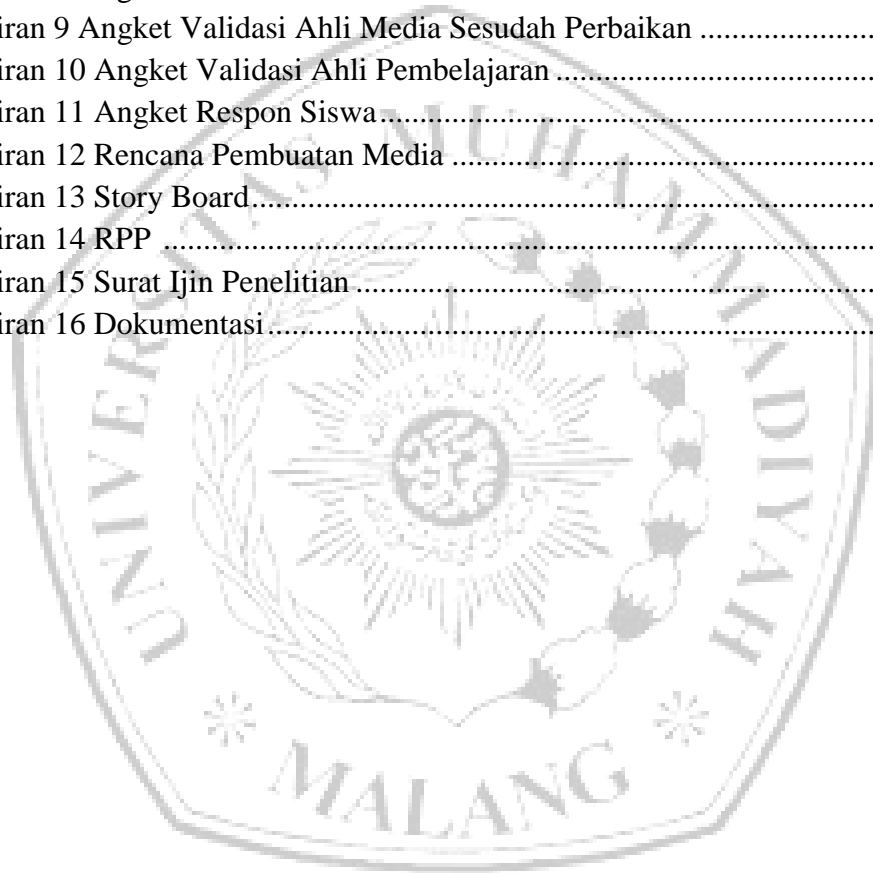 iran 9 Angket Validasi Ahli Media Sesudah Perbaikan ......................
iran 10 Angket Validasi Ahli Pembelajaran ........................................
iran 11 Angket Respon Siswa .............................................................
iran 12 Rencana Pembuatan Media .....................................................
iran 13 Story Board..............................................................................
iran 14 RPP .........................................................................................
iran 15 Surat Ijin Penelitian .................................................................
iran 16 Dokumentasi ............................................................................
UNIVERSITAS MUHAMMADIYAH
MALANG